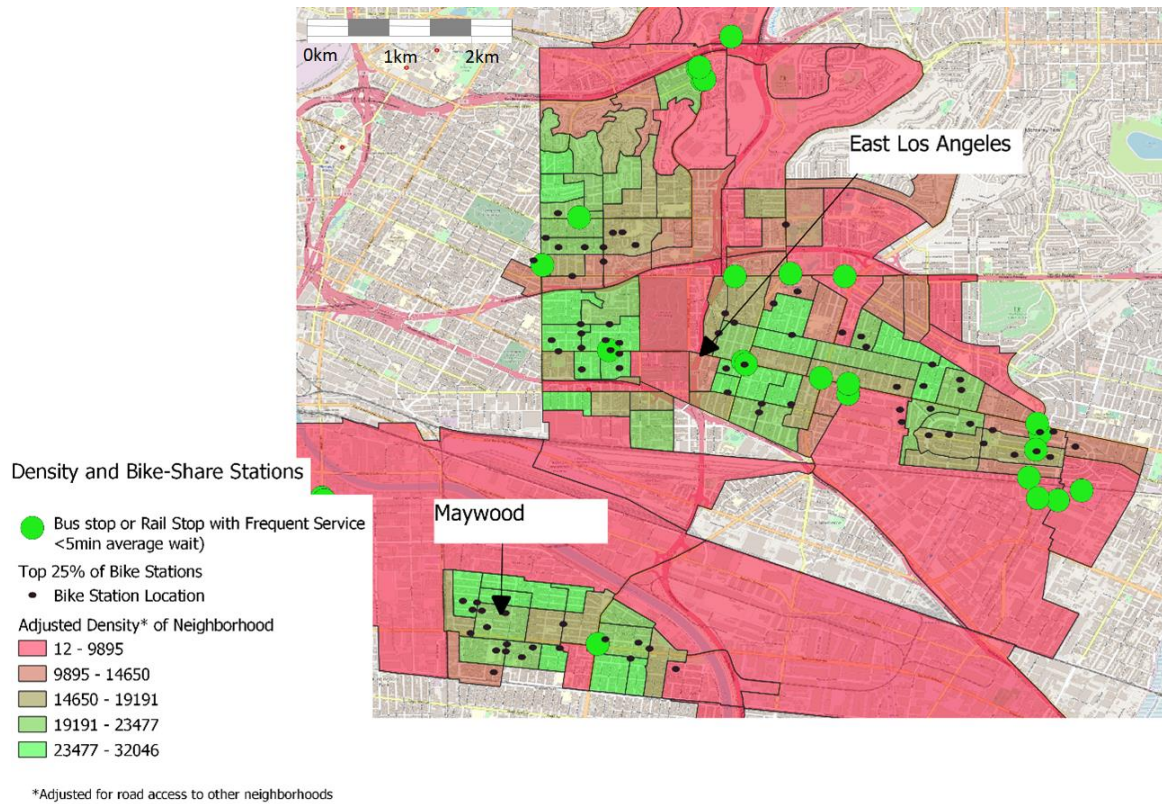 0km
1km
2km
East Los Angeles
Maywood
Density and Bike-Share Stations
Bus stop or Rail Stop with Frequent Service
<5min average wait)
Top 25% of Bike Stations
Bike Station Location
Adjusted Density* of Neighborhood
12 - 9895
9895 - 14650
14650 - 19191
19191 - 23477
23477 - 32046
*Adjusted for road access to other neighborhoods